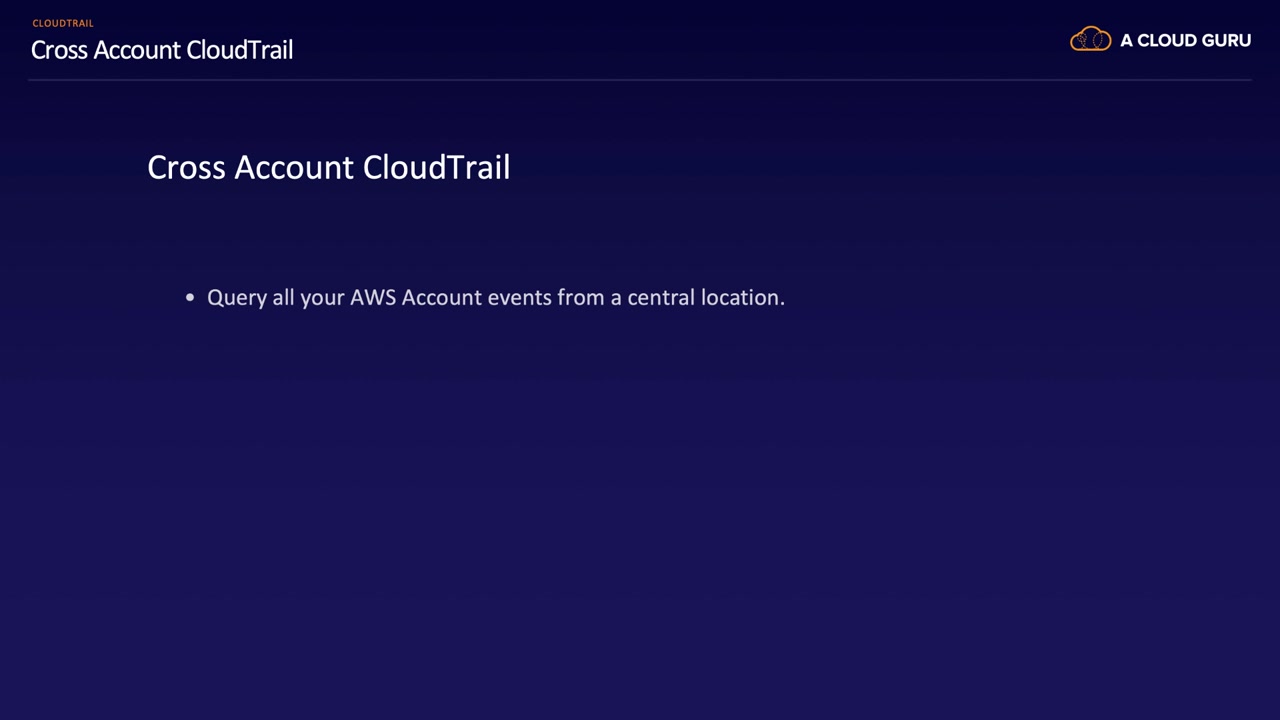 CLOUDTRAIL
Cross Account CloudTrail
A CLOUD GURU
Cross Account CloudTrail
• Query all your AWS Account events from a central location.